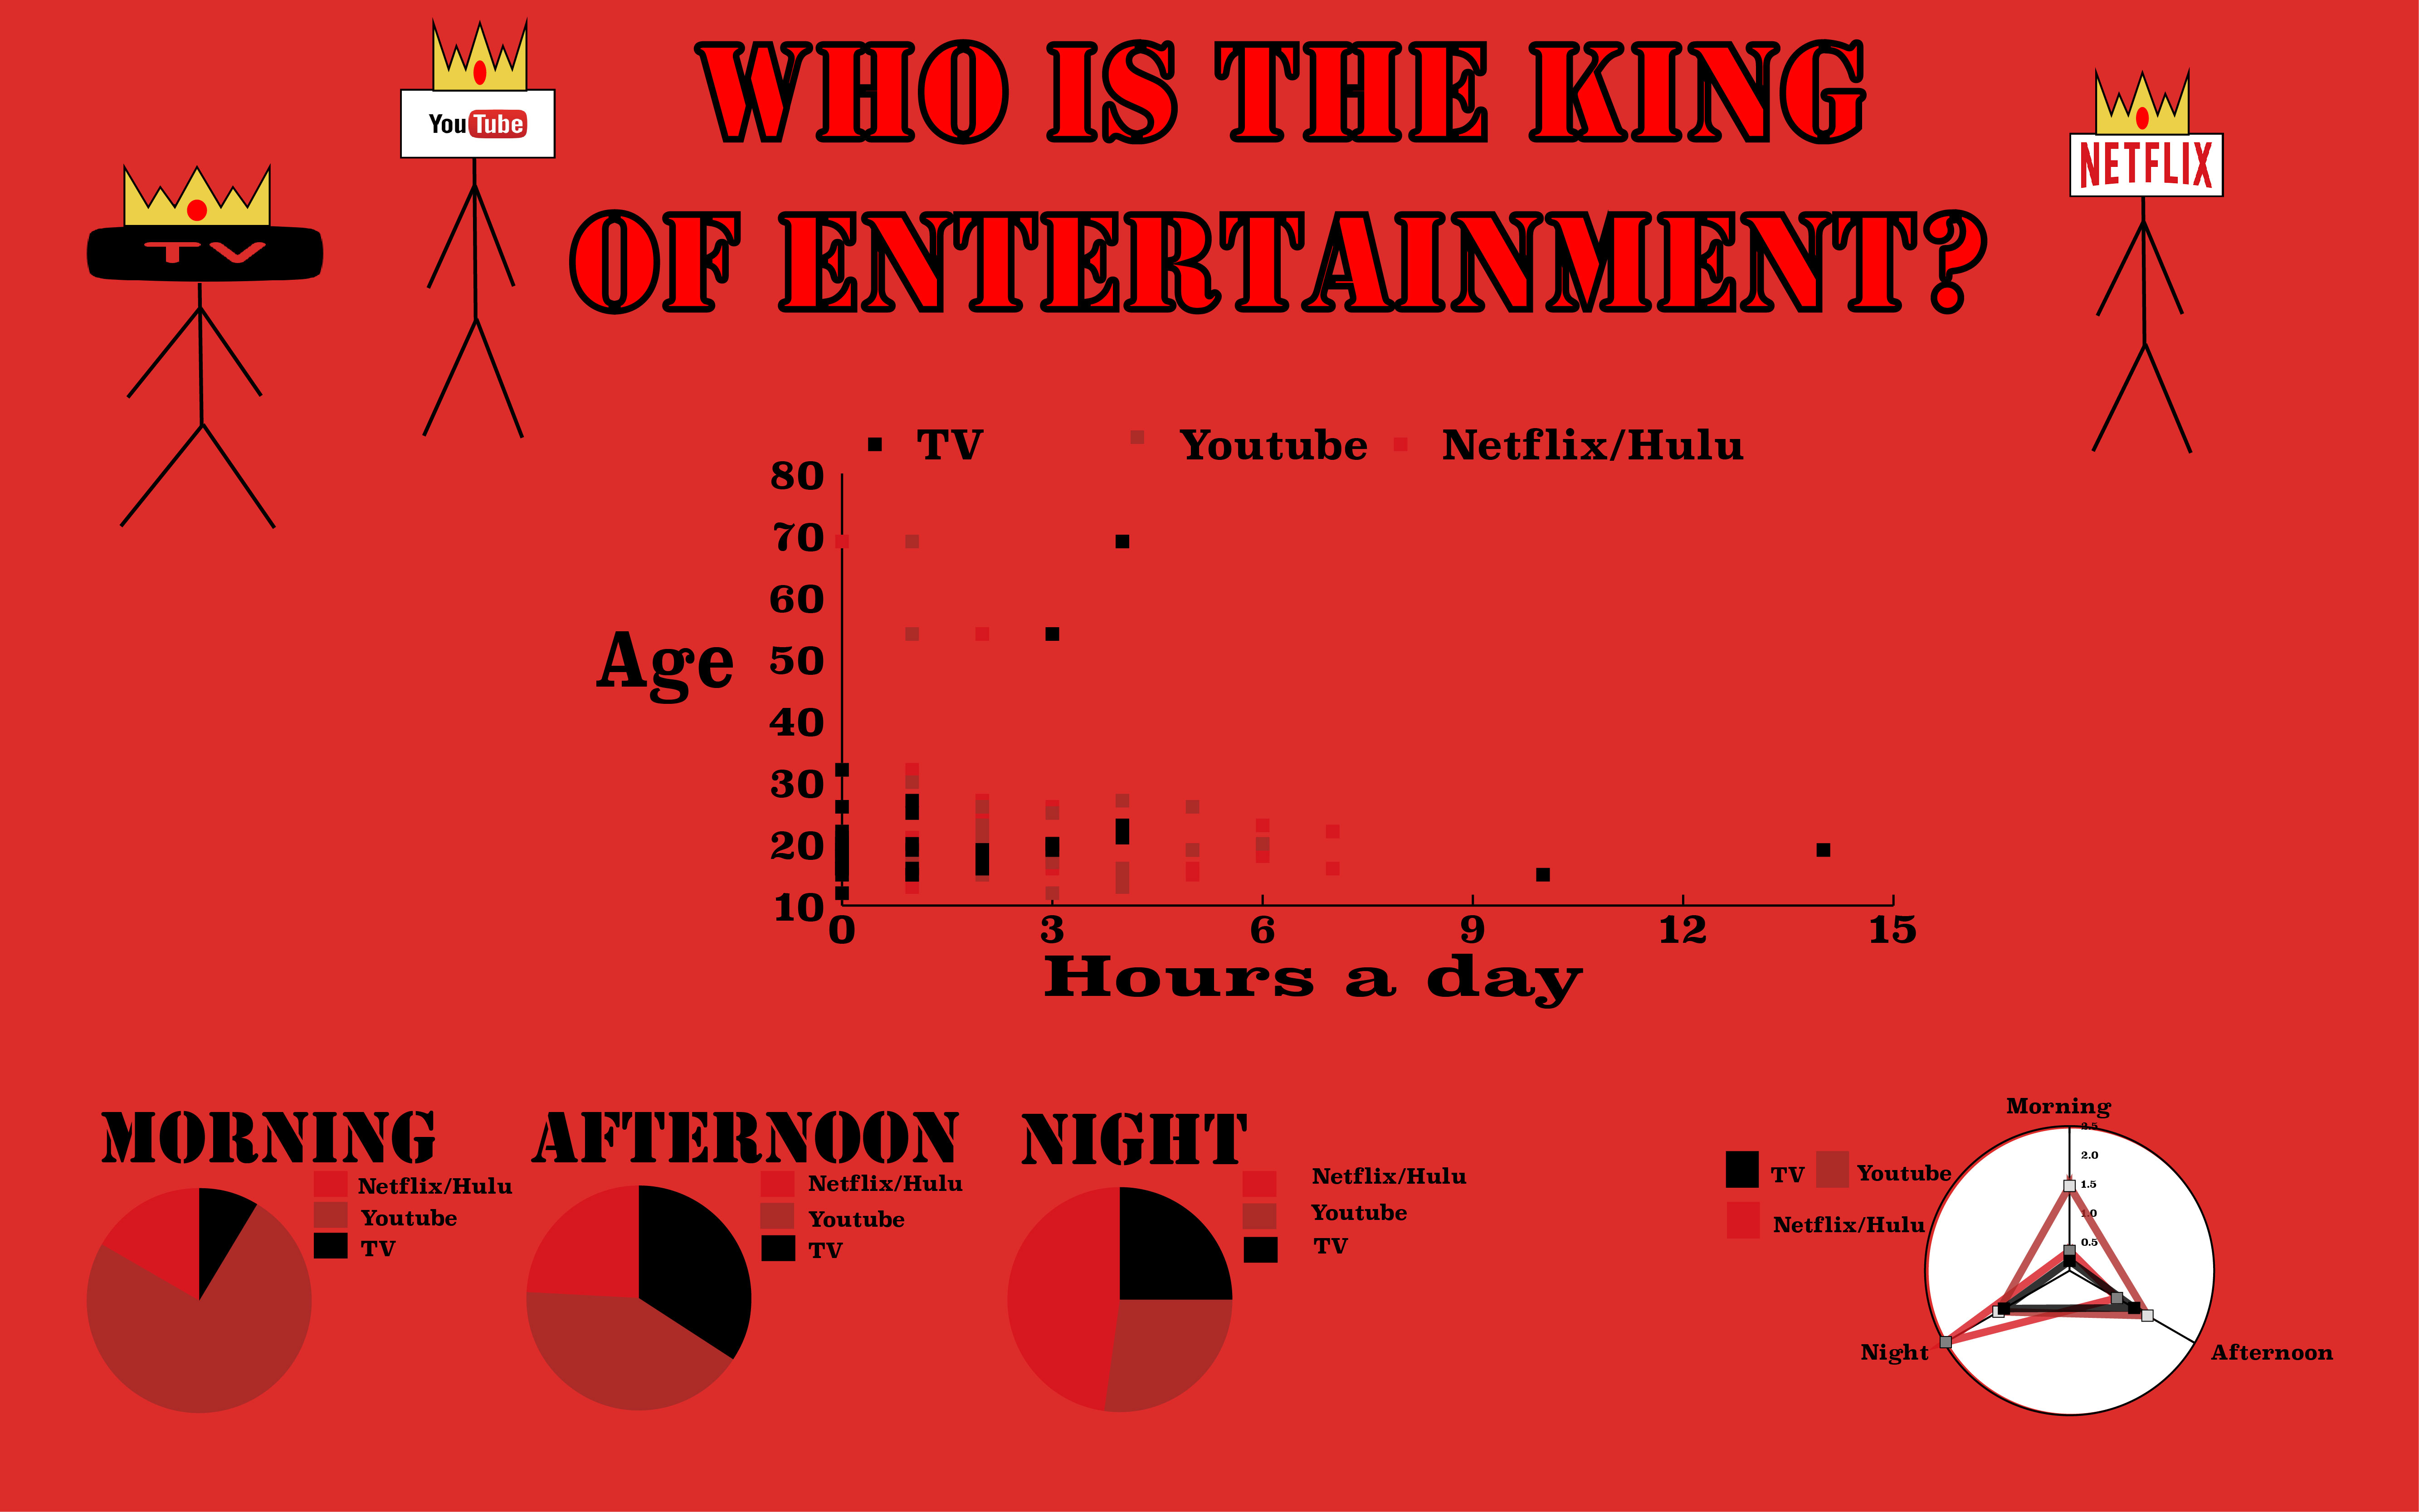 WHO IS THE KING
OF ENTERTAINMENT?
YouTube
TV
NETFLIX
TV Youtube Netflix/Hulu
80
70
60
50
40
30
20
10
Age
0 3 6 9 12 15
Hours a day
MORNING
Netflix/Hulu
Youtube
TV
AFTERNOON
Netflix/Hulu
Youtube
TV
NIGHT
Netflix/Hulu
Youtube
TV
TV Youtube
Netflix/Hulu
Morning
2.5
2.0
1.5
1.0
0.5
Night
Afternoon